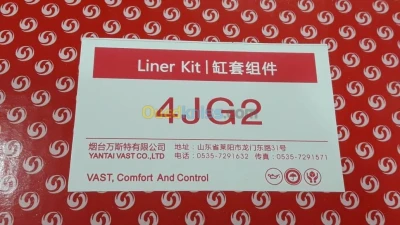 Liner Kit | 缸套组件
4JG2
烟台万斯特有限公司
YANTAI VAST CO.,LTD
地址：山东省莱阳市龙门东路31号
电话：0535-7291632 传真：0535-7291571
VAST, Comfort And Control